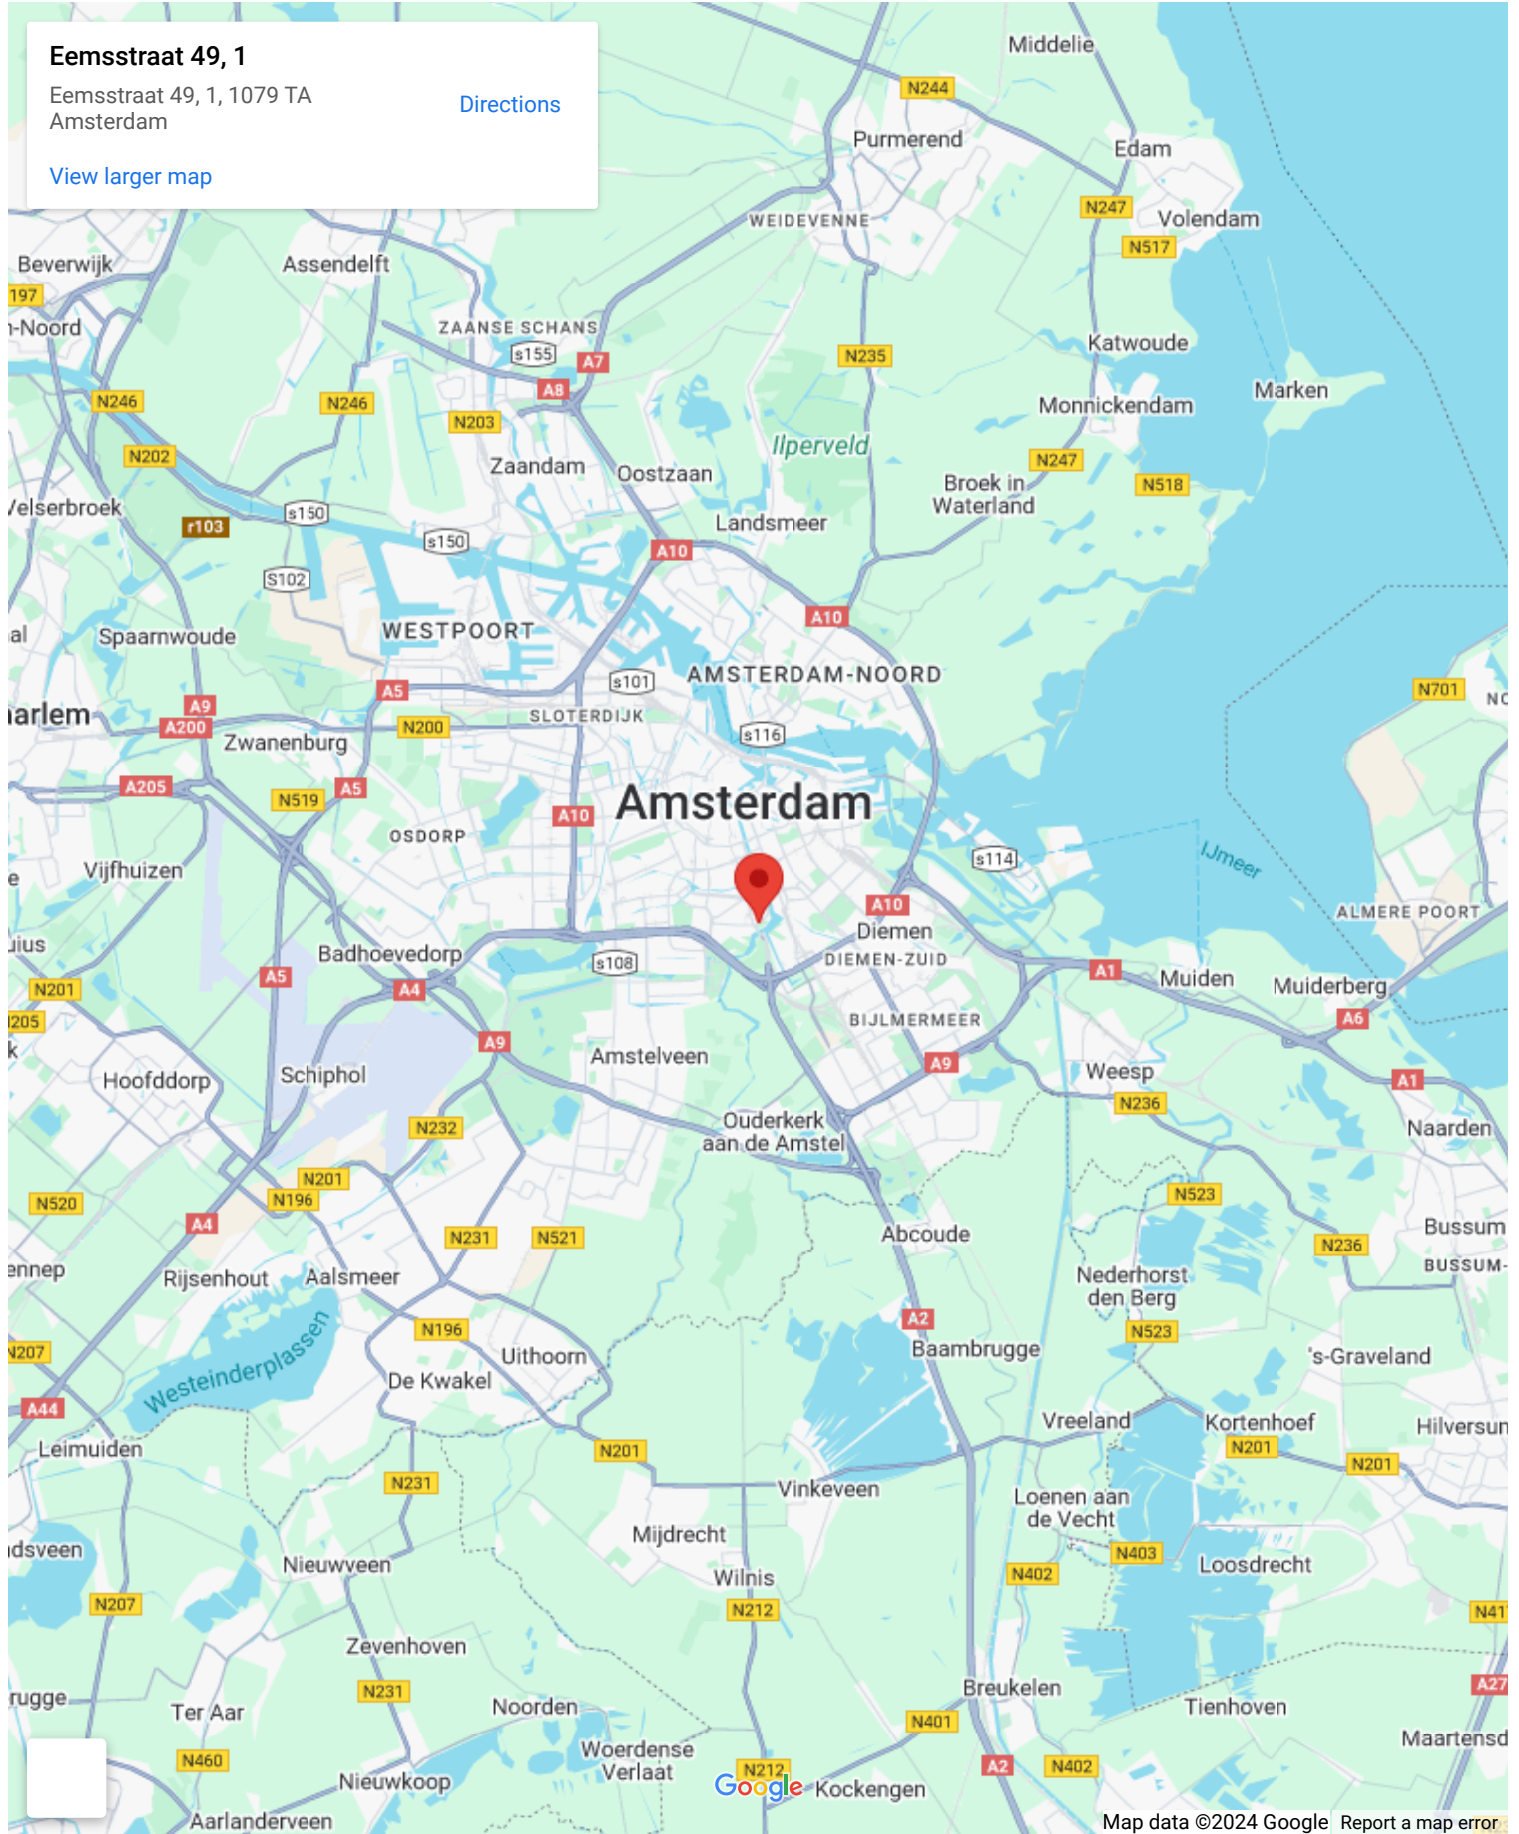 Eemsstraat 49, 1
Eemsstraat 49, 1, 1079 TA
Amsterdam
Directions
View larger map
Middelie
N244
Purmerend
Edam
N247
WEIDEVENNE
Volendam
N517
Beverwijk
Assendelft
197
n-Noord
ZAANSE SCHANS
s155
A7
N235
Katwoude
A8
Marken
N246
N246
N203
Monnickendam
Ilperveld
N202
Zaandam
Oostzaan
N247
Broek in
Waterland
N518
elserbroek
s150
r103
Landsmeer
s150
A10
S102
A10
aal
Spaarnwoude
WESTPOORT
AMSTERDAM-NOORD
s101
A5
N701
A9
aarlem
A200
N200
SLOTERDIJK
NO
s116
Zwanenburg
A205
A5
N519
A10
Amsterdam
OSDORP
IJmeer
s114
Vijfhuizen
e
A10
ALMERE POORT
Diemen
uius
Badhoevedorp
s108
DIEMEN-ZUID
A5
A1
Muiden
N201
A4
Muiderberg
205
BIJLMERMEER
A6
k
A9
Amstelveen
A9
Schiphol
Weesp
Hoofddorp
A1
N236
Ouderkerk
aan de Amstel
N232
Naarden
N201
N196
N520
N523
A4
N231
N521
Abcoude
Bussum
N236
ennep
Rijsenhout
Aalsmeer
Nederhorst
den Berg
BUSSUM-
A2
N196
N523
N207
Westeinderplassen
Uithoorn
Baambrugge
's-Graveland
De Kwakel
A44
Vreeland
Kortenhoef
Hilversum
Leimuiden
N201
N201
N201
N231
Vinkeveen
Loenen aan
de Vecht
Mijdrecht
dsveen
Nieuwveen
N403
Loosdrecht
N402
Wilnis
N207
N212
N41
Zevenhoven
rugge
N231
Breukelen
A27
Ter Aar
Noorden
Tienhoven
N401
Maartensd
N460
Woerdense
Verlaat
N212
A2
N402
Nieuwkoop
Google
Kockengen
Aarlanderveen
Map data ©2024 Google
Report a map error